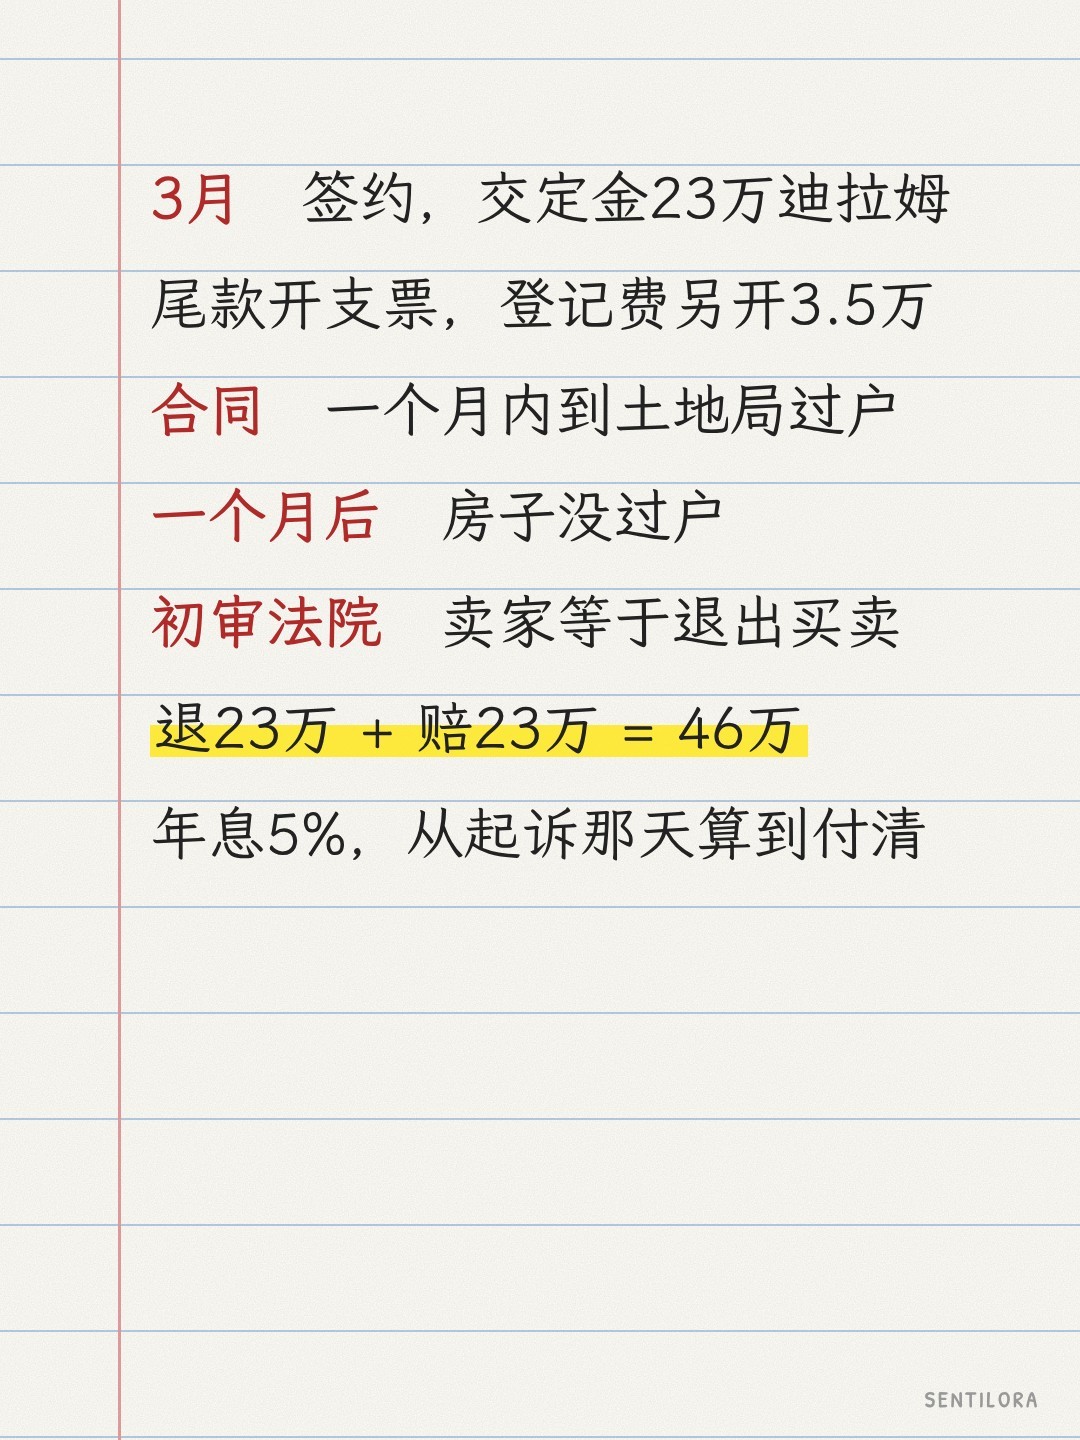 3月 签约，交定金23万迪拉姆
尾款开支票，登记费另开3.5万
合同 一个月内到土地局过户
一个月后 房子没过户
初审法院 卖家等于退出买卖
退23万 + 赔23万 = 46万
年息5%，从起诉那天算到付清
SENTILORA